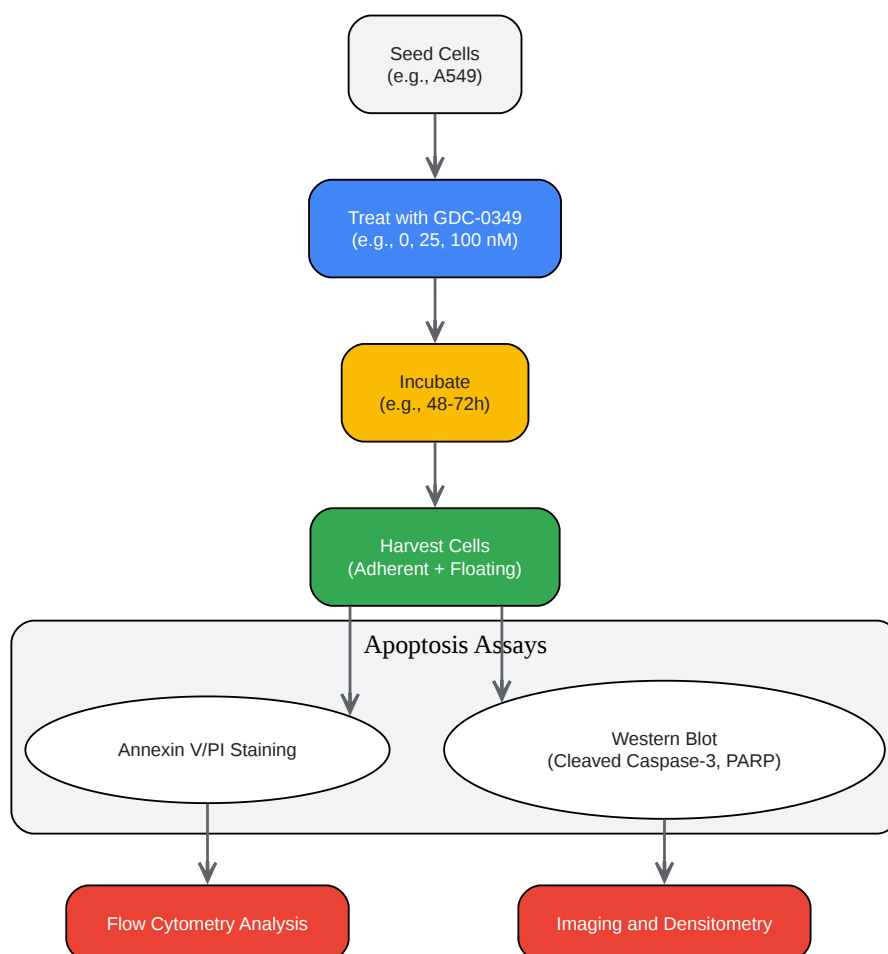 Seed Cells
(e.g., A549)
Treat with GDC-0349
(e.g., 0, 25, 100 nM)
Incubate
(e.g., 48-72h)
Harvest Cells
(Adherent + Floating)
Apoptosis Assays
Annexin V/PI Staining
Western Blot
(Cleaved Caspase-3, PARP)
Flow Cytometry Analysis
Imaging and Densitometry